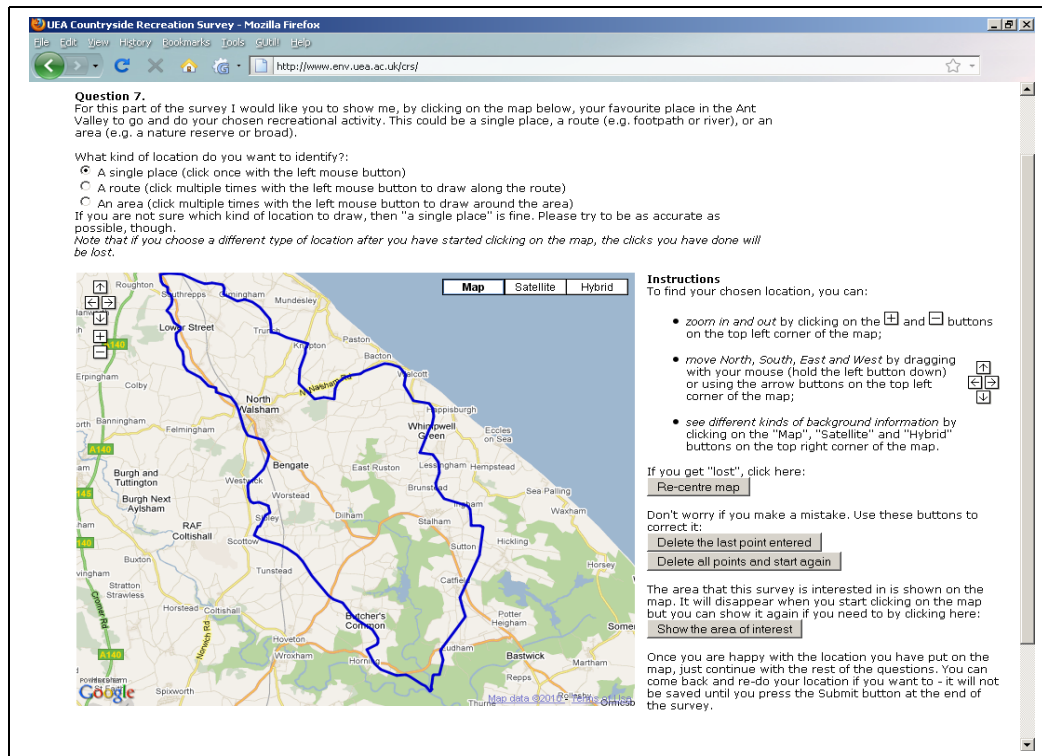 UEA Countryside Recreation Survey - Mozilla Firefox
File Edit View History Bookmarks Tools gUtil! Help
http://www.env.uea.ac.uk/crs/
Question 7.
For this part of the survey I would like you to show me, by clicking on the map below, your favourite place in the Ant
Valley to go and do your chosen recreational activity. This could be a single place, a route (e.g. footpath or river), or an
area (e.g. a nature reserve or broad).
What kind of location do you want to identify?:
A single place (click once with the left mouse button)
A route (click multiple times with the left mouse button to draw along the route)
An area (click multiple times with the left mouse button to draw around the area)
If you are not sure which kind of location to draw, then "a single place" is fine. Please try to be as accurate as
possible, though.
Note that if you choose a different type of location after you have started clicking on the map, the clicks you have done will
be lost.
Map Satellite Hybrid
Roughton
Southrepps Gimingham Mundesley
Lower Street
Trunch
Knapton Paston
Bacton
A140
Erpingham
Colby
N Walsham Rd
Walcott
North
Walsham
Happisburgh
Banningham
Felmingham
Whimpwell
Green
Eccles
on Sea
A140
Bengate
East Ruston
Lessingham Hempstead
Burgh and
Tuttington
Westwick
Worstead
Brunstead
Sea Palling
Burgh Next
Aylsham
Ingham
Waxham
RAF
Coltishall
Sloley
Dilham
Stalham
Scottow
Sutton
Hickling
Buxton
Horsey
Tunstead
Catfield
Stratton
Strawless
Cromer Rd
Horstead Coltishall
Butcher's
Common
Potter
Heigham
Norwich Rd
Hoveton
Ludham
A140
Wroxham
Horning
Bastwick
Martham
Repps
Google
Spixworth
Thurne
Map data ©2010 - Terms of Use
Instructions
To find your chosen location, you can:
zoom in and out by clicking on the + and - buttons
on the top left corner of the map;
move North, South, East and West by dragging
with your mouse (hold the left button down)
or using the arrow buttons on the top left
corner of the map;
see different kinds of background information by
clicking on the "Map", "Satellite" and "Hybrid"
buttons on the top right corner of the map.
If you get "lost", click here:
Re-centre map
Don't worry if you make a mistake. Use these buttons to
correct it:
Delete the last point entered
Delete all points and start again
The area that this survey is interested in is shown on the
map. It will disappear when you start clicking on the map
but you can show it again if you need to by clicking here:
Show the area of interest
Once you are happy with the location you have put on the
map, just continue with the rest of the questions. You can
come back and re-do your location if you want to - it will not
be saved until you press the Submit button at the end of
the survey.